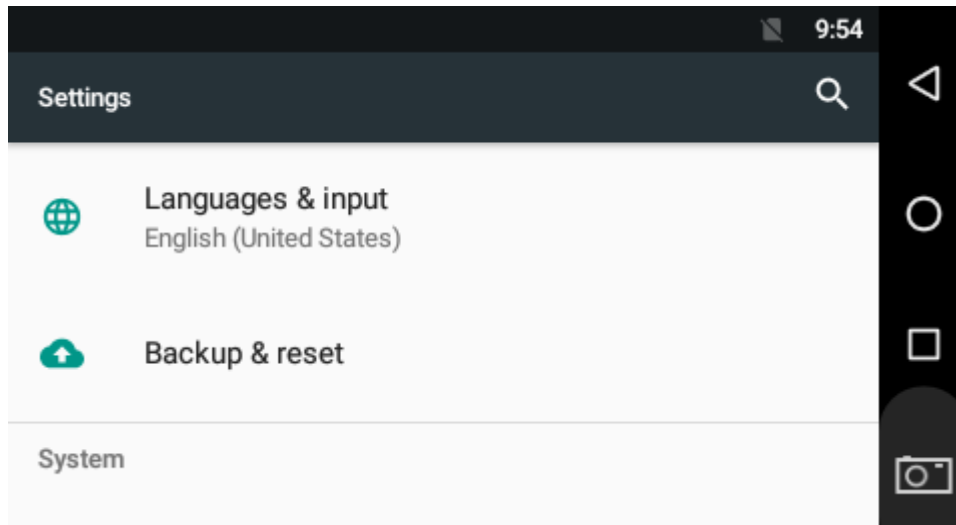 9:54
Settings
Languages & input
English (United States)
Backup & reset
System